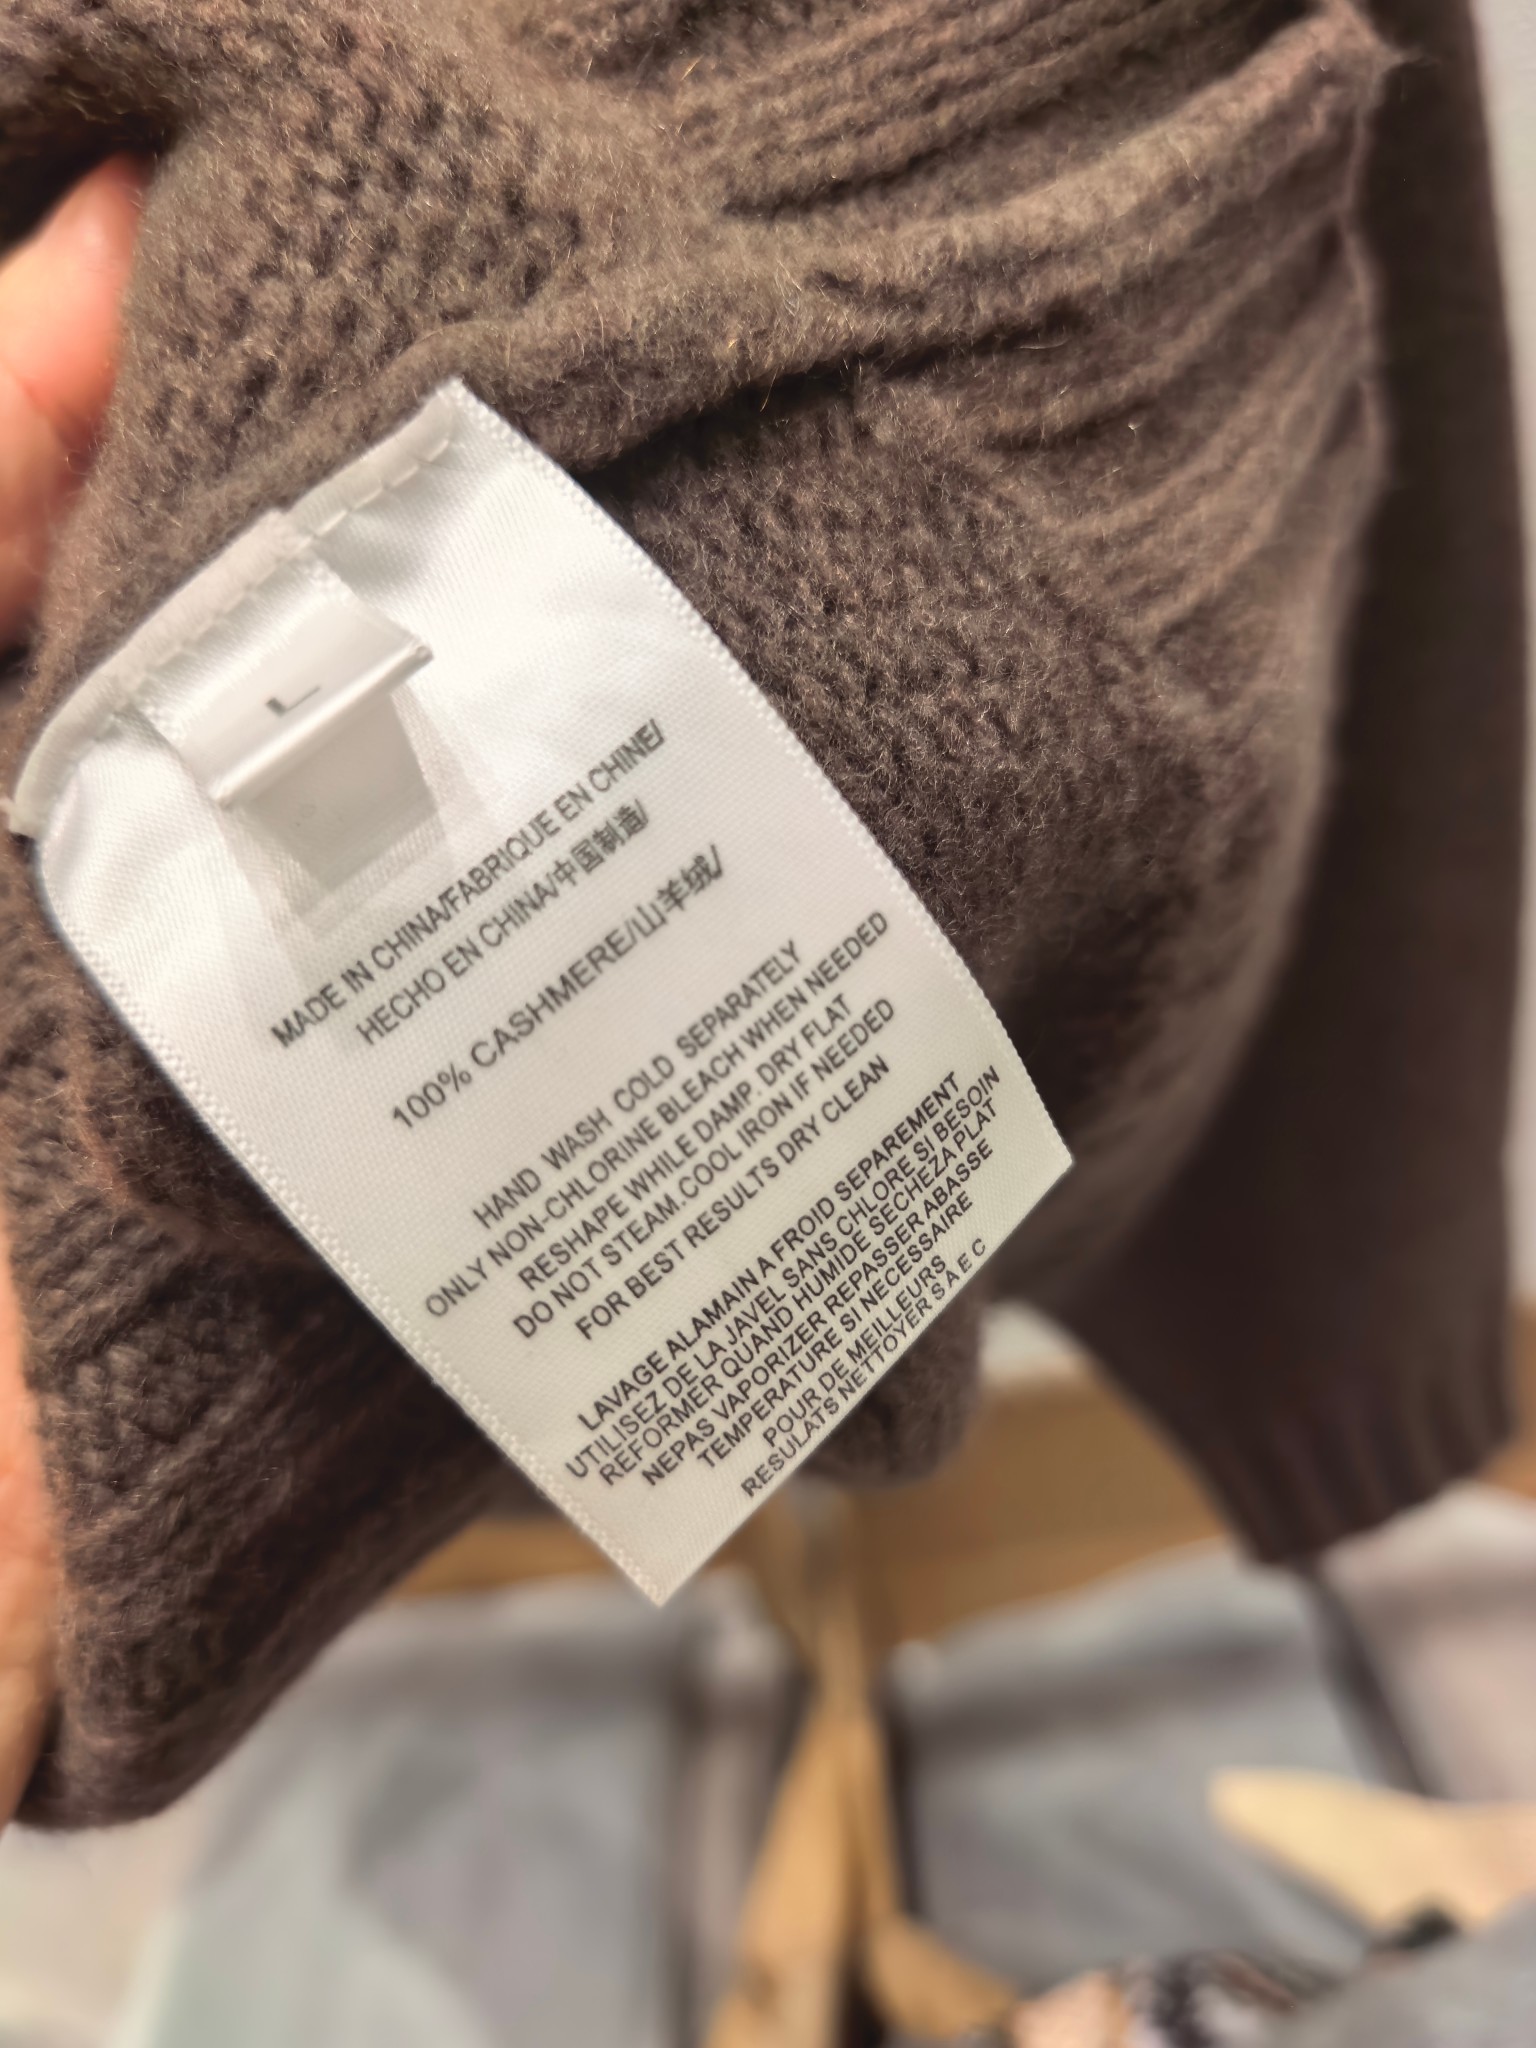 L
MADE IN CHINA/FABRIQUE EN CHINE/
HECHO EN CHINA/中国制造/
100% CASHMERE/山羊绒/
HAND WASH COLD SEPARATELY
ONLY NON-CHLORINE BLEACH WHEN NEEDED
RESHAPE WHILE DAMP. DRY FLAT
DO NOT STEAM.COOL IRON IF NEEDED
FOR BEST RESULTS DRY CLEAN
LAVAGE ALAMAIN A FROID SEPAREMENT
UTILISEZ DE LA JAVEL SANS CHLORE SI BESOIN
REFORMER QUAND HUMIDE SECHEZA PLAT
NEPAS VAPORIZER REPASSER ABASSE
TEMPERATURE SI NECESSAIRE
POUR DE MEILLEURS
RESULATS NETTOYER S A E C